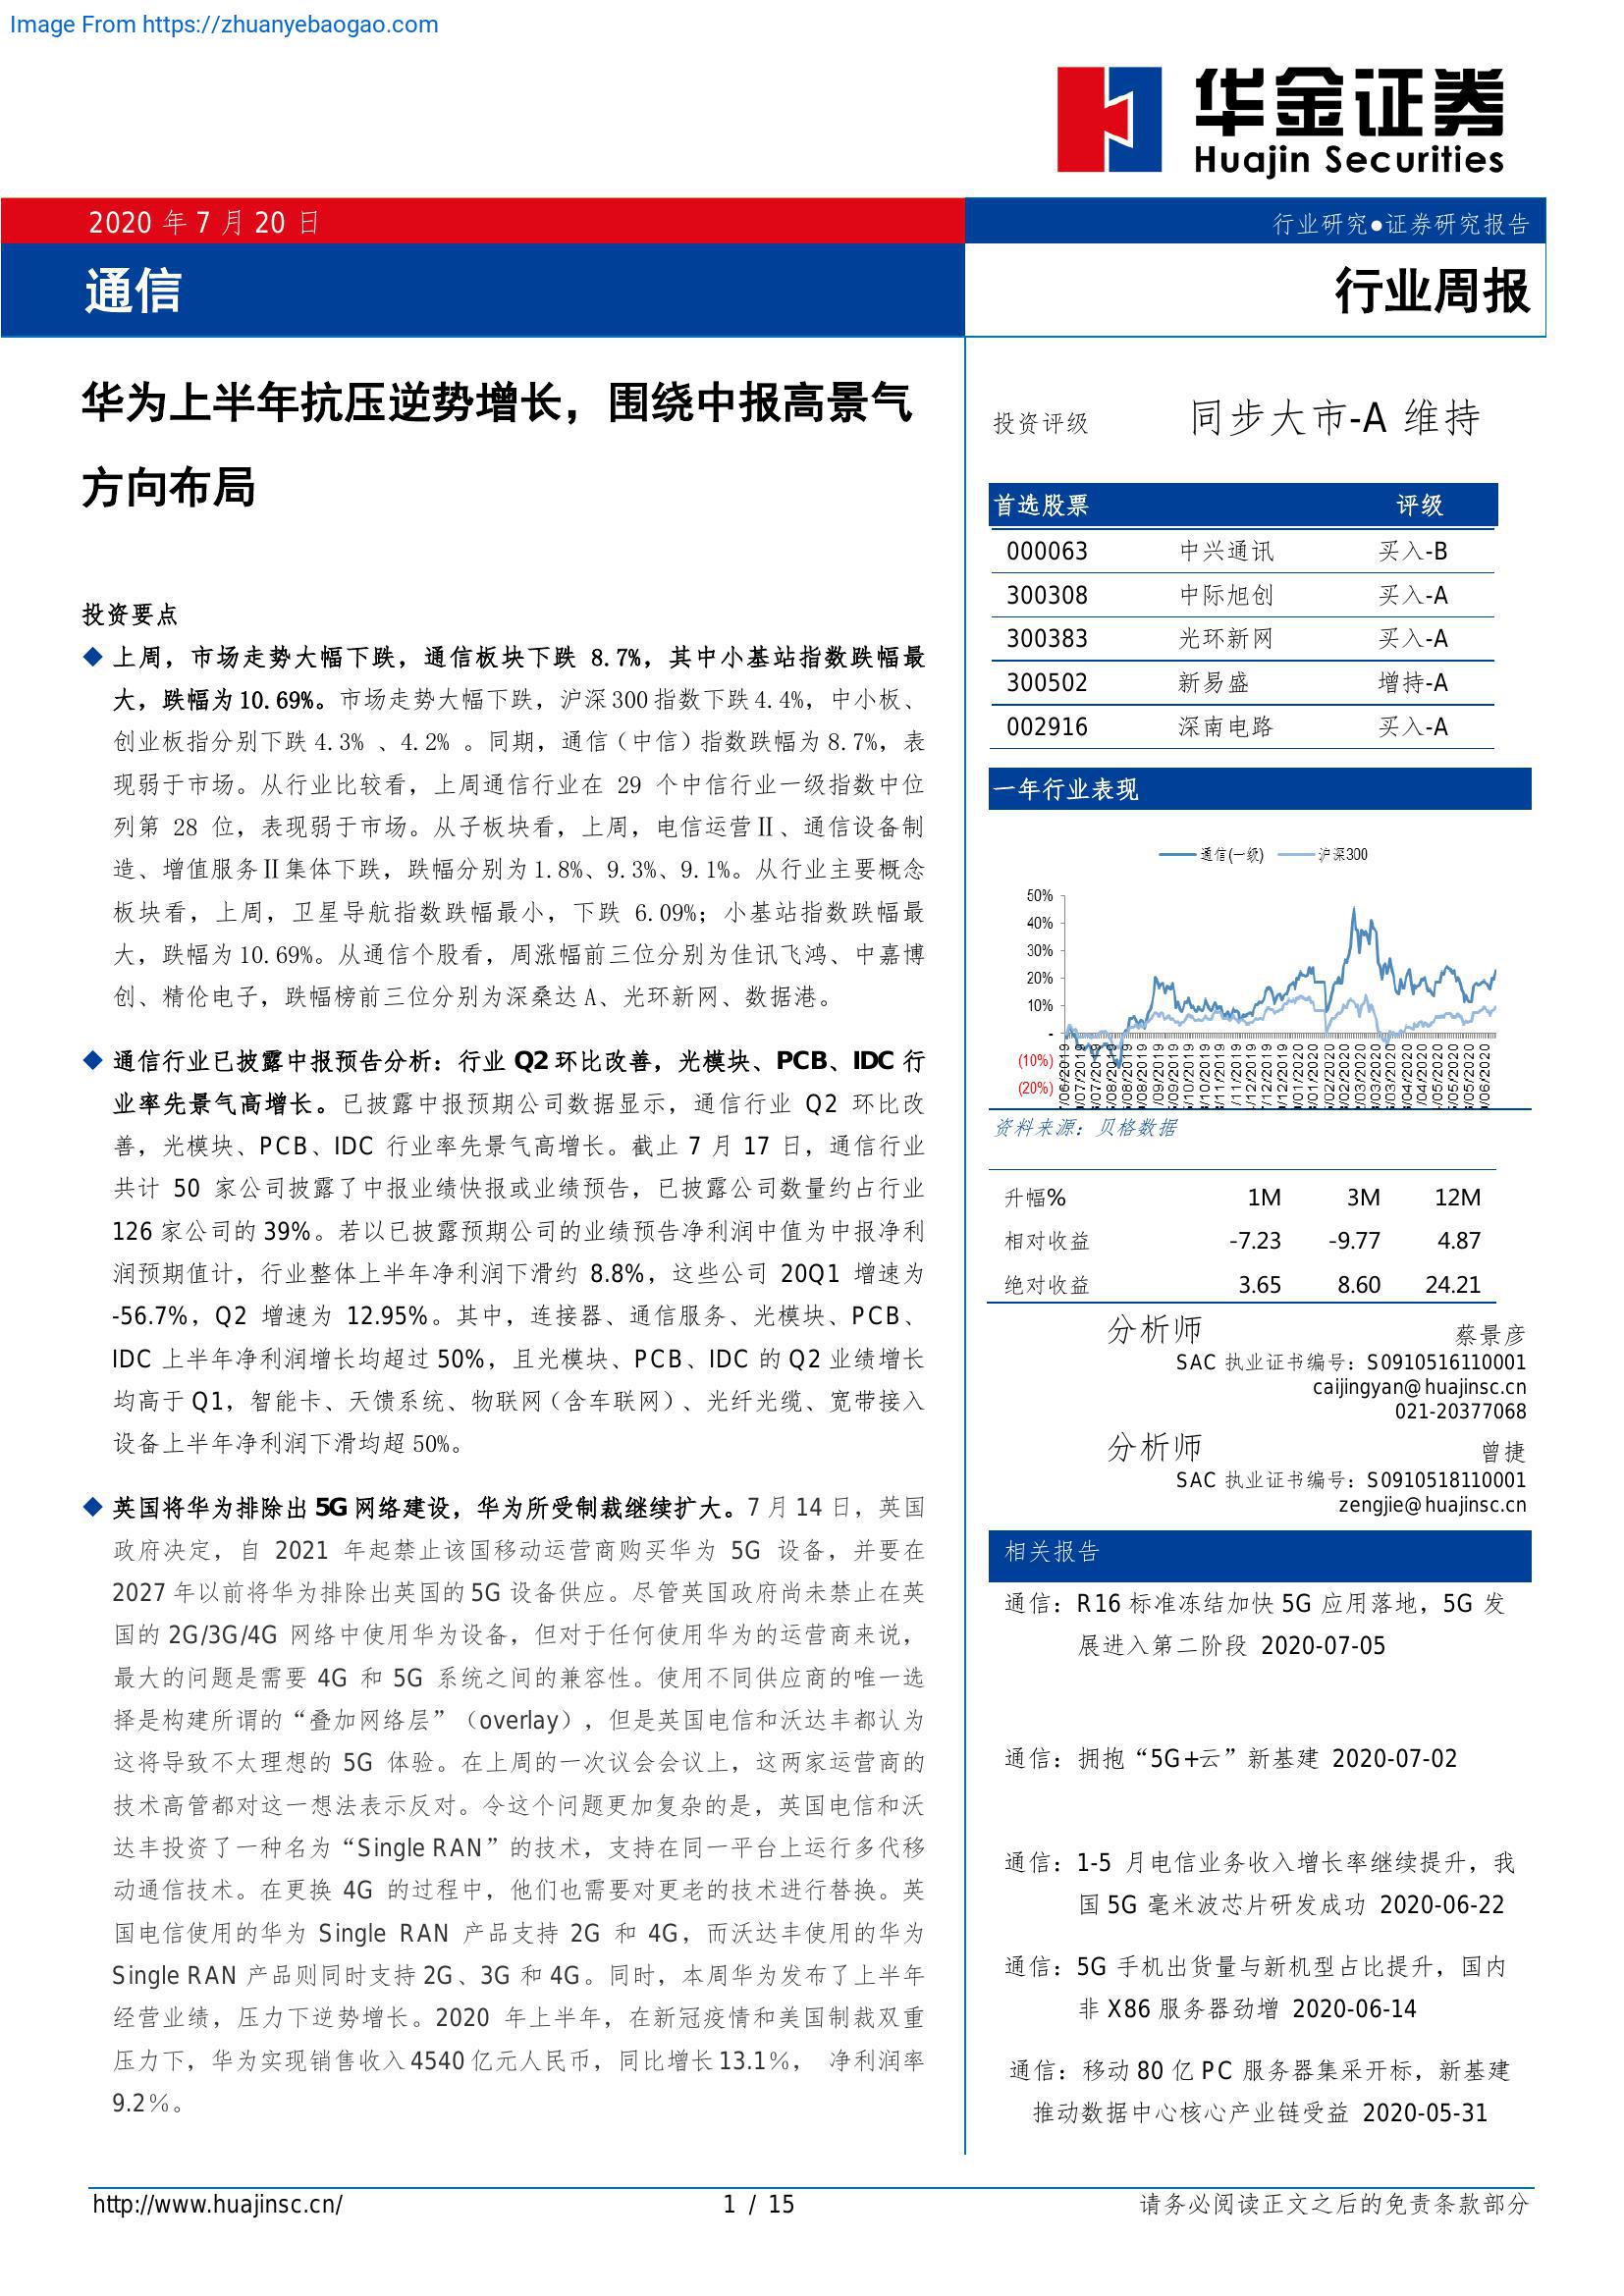 Image From https://zhuanyebaogao.com
华金证券
Huajin Securities
2020 年 7 月 20 日
行业研究●证券研究报告
通信
行业周报
华为上半年抗压逆势增长，围绕中报高景气
方向布局
投资要点
◆ 上周，市场走势大幅下跌，通信板块下跌 8.7%，其中小基站指数跌幅最
大，跌幅为10.69%。市场走势大幅下跌，沪深300指数下跌4.4%，中小板、
创业板指分别下跌 4.3% 、4.2% 。同期，通信（中信）指数跌幅为 8.7%，表
现弱于市场。从行业比较看，上周通信行业在 29 个中信行业一级指数中位
列第 28 位，表现弱于市场。从子板块看，上周，电信运营Ⅱ、通信设备制
造、增值服务Ⅱ集体下跌，跌幅分别为1.8%、9.3%、9.1%。从行业主要概念
板块看，上周，卫星导航指数跌幅最小，下跌 6.09%；小基站指数跌幅最
大，跌幅为10.69%。从通信个股看，周涨幅前三位分别为佳讯飞鸿、中嘉博
创、精伦电子，跌幅榜前三位分别为深桑达 A、光环新网、数据港。
◆ 通信行业已披露中报预告分析：行业 Q2 环比改善，光模块、PCB、IDC 行
业率先景气高增长。已披露中报预期公司数据显示，通信行业 Q2 环比改
善，光模块、PCB、IDC 行业率先景气高增长。截止 7 月 17 日，通信行业
共计 50 家公司披露了中报业绩快报或业绩预告，已披露公司数量约占行业
126 家公司的 39%。若以已披露预期公司的业绩预告净利润中值为中报净利
润预期值计，行业整体上半年净利润下滑约 8.8%，这些公司 20Q1 增速为
-56.7%，Q2 增速为 12.95%。其中，连接器、通信服务、光模块、PCB、
IDC 上半年净利润增长均超过 50%，且光模块、PCB、IDC 的 Q2 业绩增长
均高于 Q1，智能卡、天馈系统、物联网（含车联网）、光纤光缆、宽带接入
设备上半年净利润下滑均超 50%。
◆ 英国将华为排除出 5G 网络建设，华为所受制裁继续扩大。7 月 14 日，英国
政府决定，自 2021 年起禁止该国移动运营商购买华为 5G 设备，并要在
2027 年以前将华为排除出英国的 5G 设备供应。尽管英国政府尚未禁止在英
国的 2G/3G/4G 网络中使用华为设备，但对于任何使用华为的运营商来说，
最大的问题是需要 4G 和 5G 系统之间的兼容性。使用不同供应商的唯一选
择是构建所谓的“叠加网络层”（overlay），但是英国电信和沃达丰都认为
这将导致不太理想的 5G 体验。在上周的一次议会会议上，这两家运营商的
技术高管都对这一想法表示反对。令这个问题更加复杂的是，英国电信和沃
达丰投资了一种名为“Single RAN”的技术，支持在同一平台上运行多代移
动通信技术。在更换 4G 的过程中，他们也需要对更老的技术进行替换。英
国电信使用的华为 Single RAN 产品支持 2G 和 4G，而沃达丰使用的华为
Single RAN 产品则同时支持 2G、3G 和 4G。同时，本周华为发布了上半年
经营业绩，压力下逆势增长。2020 年上半年，在新冠疫情和美国制裁双重
压力下，华为实现销售收入 4540 亿元人民币，同比增长 13.1%， 净利润率
9.2%。
投资评级 同步大市-A 维持
首选股票 评级
000063 中兴通讯 买入-B
300308 中际旭创 买入-A
300383 光环新网 买入-A
300502 新易盛 增持-A
002916 深南电路 买入-A
一年行业表现
通信(一级) 沪深300
50%
40%
30%
20%
10%
-
(10%)
(20%)
资料来源：贝格数据
升幅% 1M 3M 12M
相对收益 -7.23 -9.77 4.87
绝对收益 3.65 8.60 24.21
分析师 蔡景彦
SAC 执业证书编号：S0910516110001
caijingyan@huajinsc.cn
021-20377068
分析师 曾捷
SAC 执业证书编号：S0910518110001
zengjie@huajinsc.cn
相关报告
通信：R16 标准冻结加快 5G 应用落地，5G 发
展进入第二阶段 2020-07-05
通信：拥抱“5G+云”新基建 2020-07-02
通信：1-5 月电信业务收入增长率继续提升，我
国 5G 毫米波芯片研发成功 2020-06-22
通信：5G 手机出货量与新机型占比提升，国内
非 X86 服务器劲增 2020-06-14
通信：移动 80 亿 PC 服务器集采开标，新基建
推动数据中心核心产业链受益 2020-05-31
http://www.huajinsc.cn/ 1 / 15 请务必阅读正文之后的免责条款部分